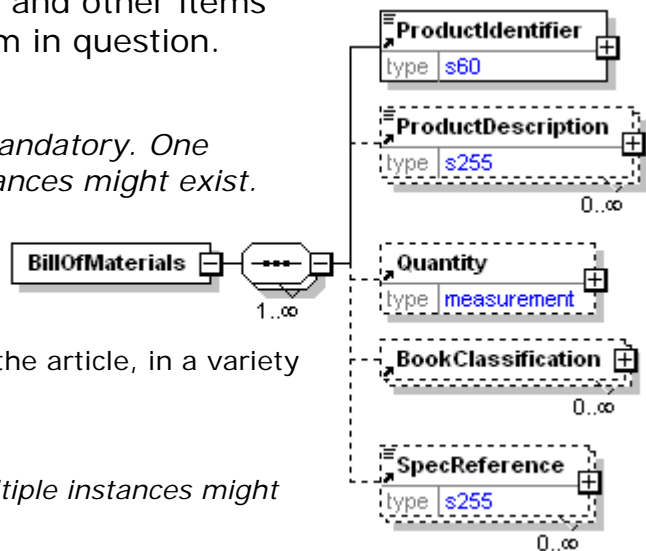 and other items
m in question.
andatory. One
ances might exist.
the article, in a variety
ltiple instances might
BillOfMaterials
1..∞
ProductIdentifier
type s60
ProductDescription
type s255
0..∞
Quantity
type measurement
BookClassification
0..∞
SpecReference
type s255
0..∞